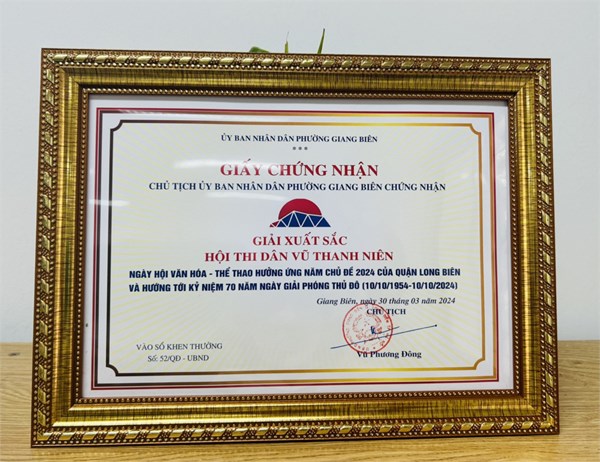 ỦY BAN NHÂN DÂN PHƯỜNG GIANG BIÊN
***
GIẤY CHỨNG NHẬN
CHỦ TỊCH ỦY BAN NHÂN DÂN PHƯỜNG GIANG BIÊN CHỨNG NHẬN
GIẢI XUẤT SẮC
HỘI THI DÂN VŨ THANH NIÊN
NGÀY HỘI VĂN HÓA - THỂ THAO HƯỞNG ỨNG NĂM CHỦ ĐỀ 2024 CỦA QUẬN LONG BIÊN
VÀ HƯỚNG TỚI KỶ NIỆM 70 NĂM NGÀY GIẢI PHÓNG THỦ ĐÔ (10/10/1954-10/10/2024)
Giang Biên, ngày 30 tháng 03 năm 2024
CHỦ TỊCH
VÀO SỔ KHEN THƯỞNG
Số: 52/QĐ - UBND
Vũ Phương Đông